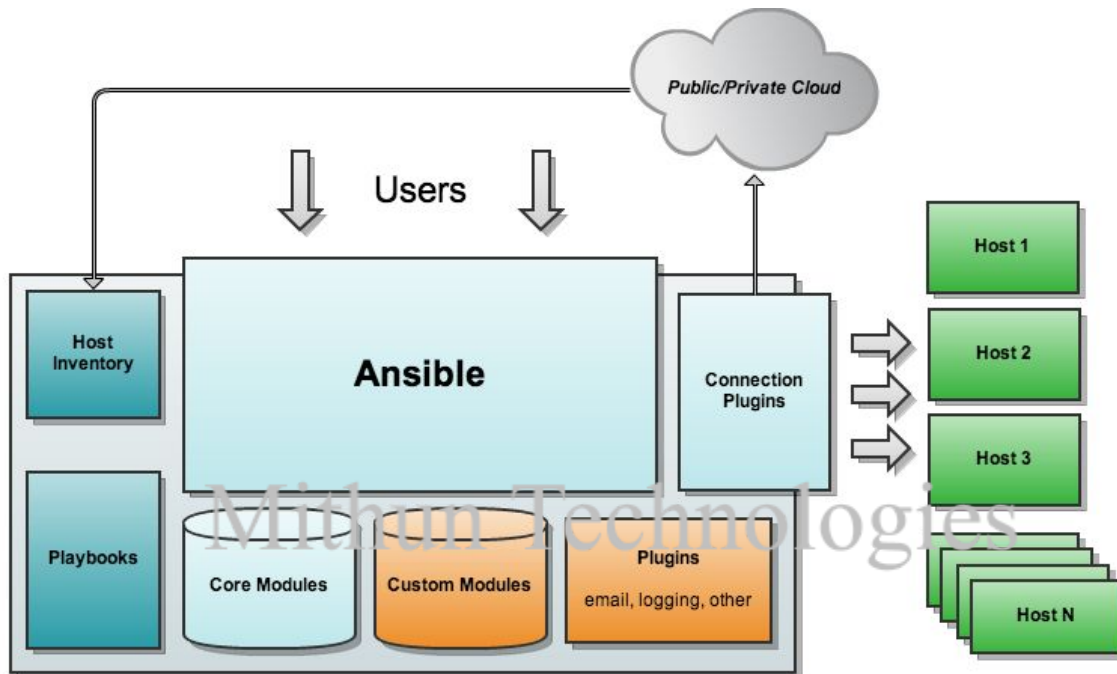 Public/Private Cloud
Users
Host 1
Host
Inventory
Ansible
Connection
Plugins
Host 2
Host 3
Mithun Technologies
Playbooks
Core Modules
Custom Modules
Plugins
email, logging, other
Host N